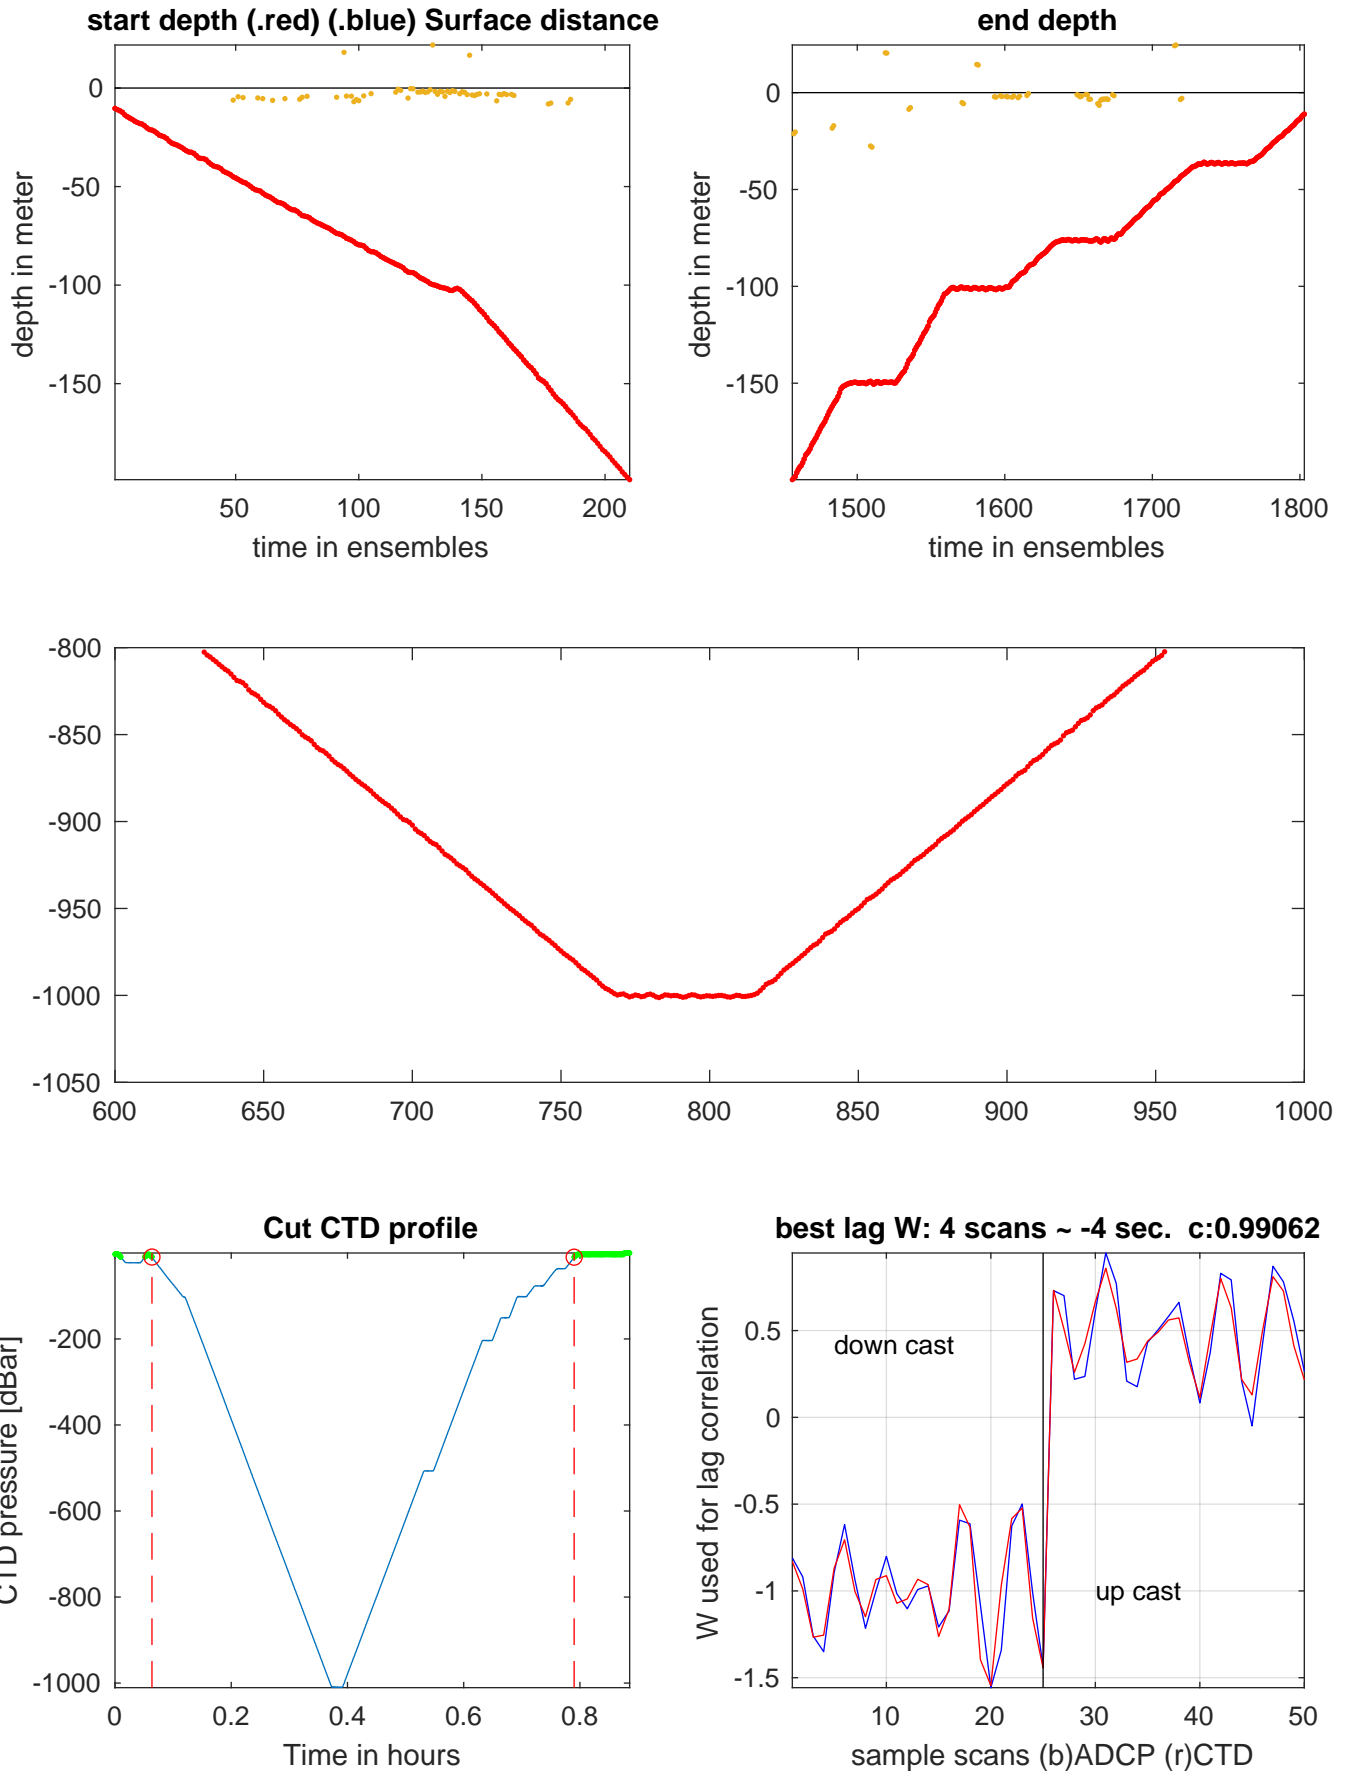 start depth (.red) (.blue) Surface distance
0
-50
-100
-150
depth in meter
50 100 150 200
time in ensembles
end depth
0
-50
-100
-150
depth in meter
1500 1600 1700 1800
time in ensembles
-800
-850
-900
-950
-1000
-1050
600 650 700 750 800 850 900 950 1000
Cut CTD profile
-200
-400
-600
-800
-1000
CTD pressure [dBar]
0 0.2 0.4 0.6 0.8
Time in hours
best lag W: 4 scans ~ -4 sec. c:0.99062
0.5
0
-0.5
-1
-1.5
W used for lag correlation
down cast
up cast
10 20 30 40 50
sample scans (b)ADCP (r)CTD